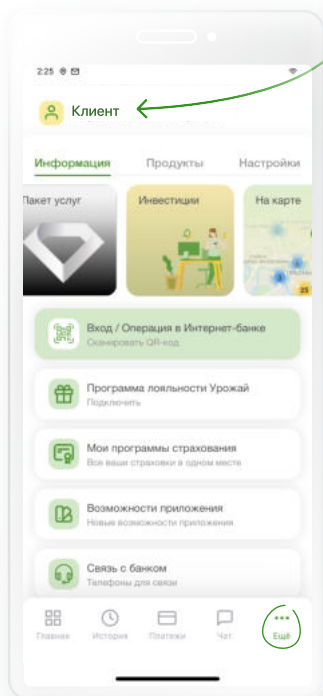 2:25
Клиент
Информация Продукты Настройки
Пакет услуг Инвестиции На карте
25
Вход / Операция в Интернет-банке
Сканировать QR-код
Программа лояльности Урожай
Подключить
Мои программы страхования
Все ваши страховки в одном месте
Возможности приложения
Новые возможности приложения
Связь с банком
Телефоны для связи
Главная История Платежи Чат Ещё